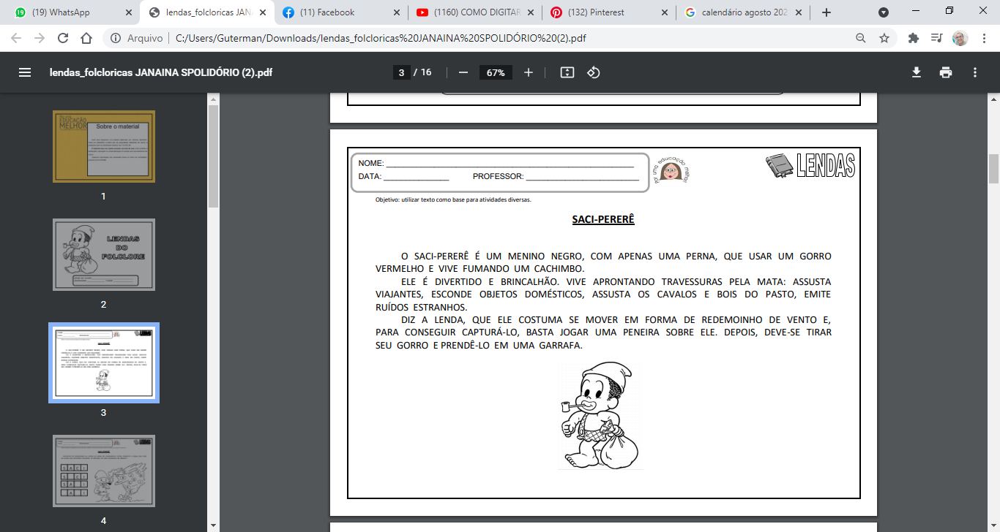 (19) WhatsApp
lendas_folcloricas JAN
(11) Facebook
(1160) COMO DIGITAR
(132) Pinterest
calendário agosto 202
Arquivo
C:/Users/Guterman/Downloads/lendas_folcloricas%20JANAINA%20SPOLIDÓRIO%20(2).pdf
lendas_folcloricas JANAINA SPOLIDÓRIO (2).pdf
3 / 16
67%
EDUCAÇÃO
MELHOR
Sobre o material
1
LENDAS
DO
FOLCLORE
2
3
SACI
4
NOME:
DATA: PROFESSOR:
por uma educação melhor
LENDAS
Objetivo: utilizar texto como base para atividades diversas.
SACI-PERERÊ
O SACI-PERERÊ É UM MENINO NEGRO, COM APENAS UMA PERNA, QUE USAR UM GORRO
VERMELHO E VIVE FUMANDO UM CACHIMBO.
ELE É DIVERTIDO E BRINCALHÃO. VIVE APRONTANDO TRAVESSURAS PELA MATA: ASSUSTA
VIAJANTES, ESCONDE OBJETOS DOMÉSTICOS, ASSUSTA OS CAVALOS E BOIS DO PASTO, EMITE
RUÍDOS ESTRANHOS.
DIZ A LENDA, QUE ELE COSTUMA SE MOVER EM FORMA DE REDEMOINHO DE VENTO E,
PARA CONSEGUIR CAPTURÁ-LO, BASTA JOGAR UMA PENEIRA SOBRE ELE. DEPOIS, DEVE-SE TIRAR
SEU GORRO E PRENDÊ-LO EM UMA GARRAFA.